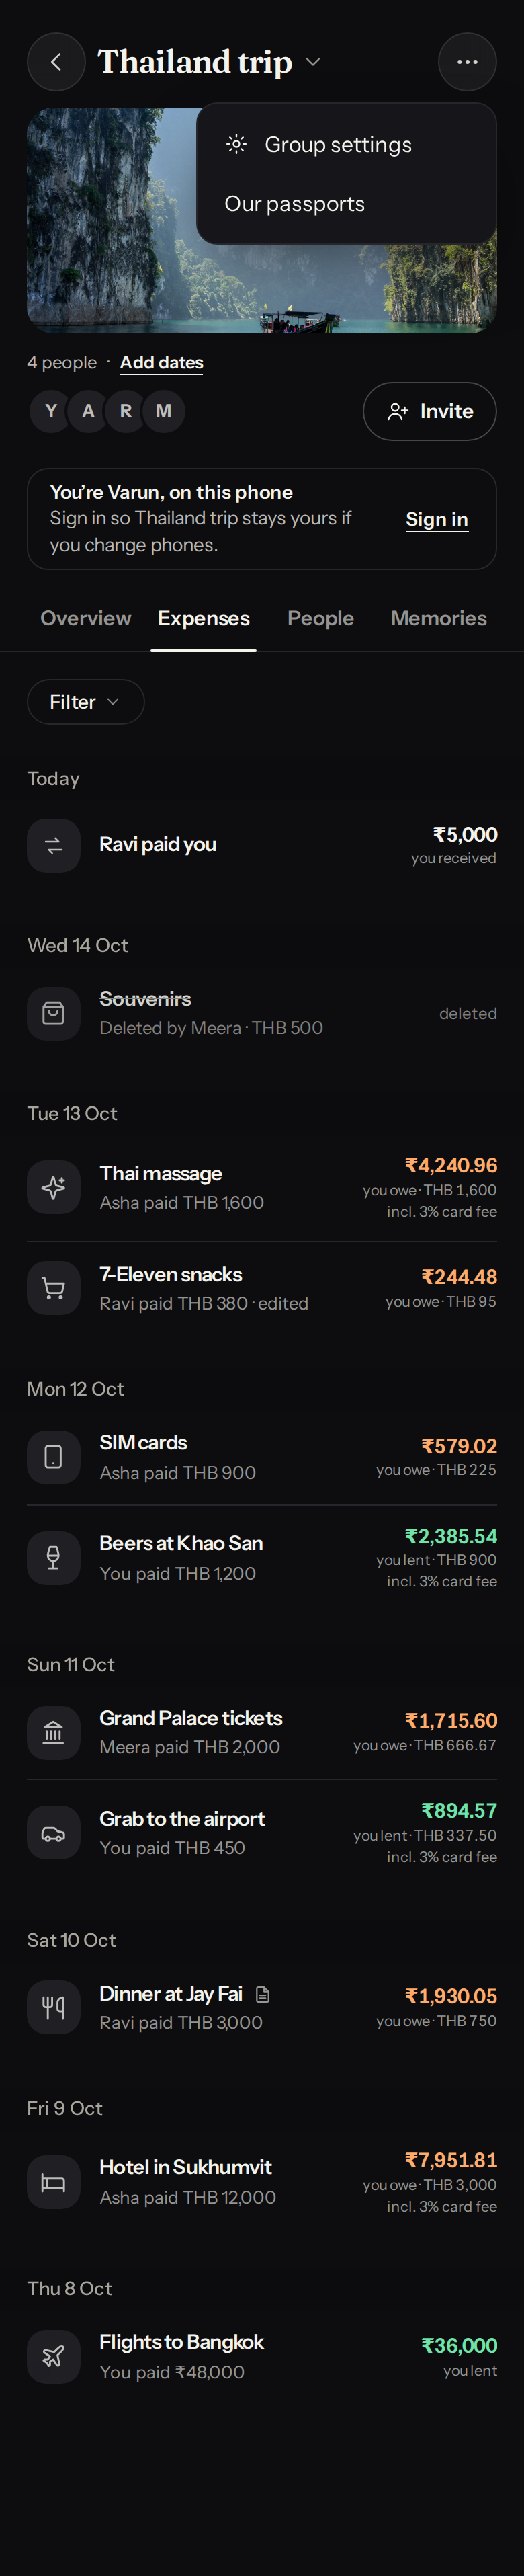 Thailand trip
Group settings
Our passports
4 people · Add dates
Y A R M
Invite
You're Varun, on this phone
Sign in so Thailand trip stays yours if
you change phones.
Sign in
Overview Expenses People Memories
Filter
Today
Ravi paid you
₹5,000
you received
Wed 14 Oct
Souvenirs
Deleted by Meera · THB 500
deleted
Tue 13 Oct
Thai massage
Asha paid THB 1,600
₹4,240.96
you owe · THB 1,600
incl. 3% card fee
7-Eleven snacks
Ravi paid THB 380 · edited
₹244.48
you owe · THB 95
Mon 12 Oct
SIM cards
Asha paid THB 900
₹579.02
you owe · THB 225
Beers at Khao San
You paid THB 1,200
₹2,385.54
you lent · THB 900
incl. 3% card fee
Sun 11 Oct
Grand Palace tickets
Meera paid THB 2,000
₹1,715.60
you owe · THB 666.67
Grab to the airport
You paid THB 450
₹894.57
you lent · THB 337.50
incl. 3% card fee
Sat 10 Oct
Dinner at Jay Fai
Ravi paid THB 3,000
₹1,930.05
you owe · THB 750
Fri 9 Oct
Hotel in Sukhumvit
Asha paid THB 12,000
₹7,951.81
you owe · THB 3,000
incl. 3% card fee
Thu 8 Oct
Flights to Bangkok
You paid ₹48,000
₹36,000
you lent